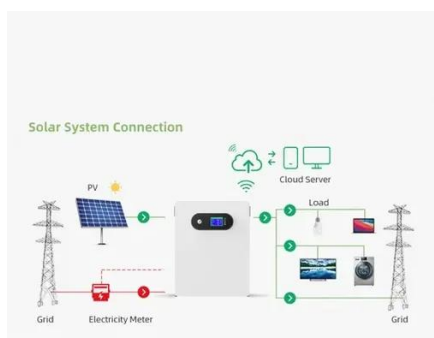 Solar System Connection
Cloud Server
PV
Load
Grid
Electricity Meter
Grid